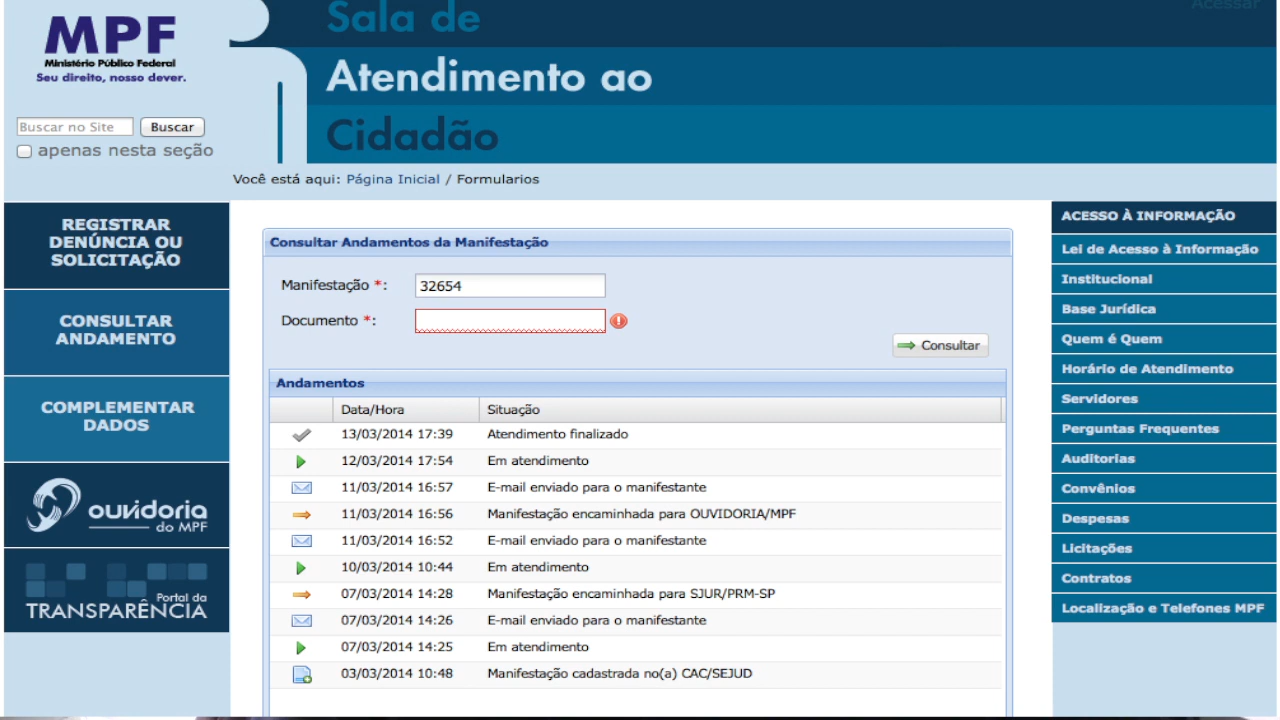 Acessar
MPF
Ministério Público Federal
Seu direito, nosso dever.
Sala de
Atendimento ao
Cidadão
Buscar no Site
Buscar
apenas nesta seção
Você está aqui: Página Inicial / Formularios
REGISTRAR
DENÚNCIA OU
SOLICITAÇÃO
CONSULTAR
ANDAMENTO
COMPLEMENTAR
DADOS
ouvidoria
do MPF
Portal da
TRANSPARÊNCIA
Consultar Andamentos da Manifestação
Manifestação *: 32654
Documento *:
Consultar
Andamentos
Data/Hora Situação
13/03/2014 17:39 Atendimento finalizado
12/03/2014 17:54 Em atendimento
11/03/2014 16:57 E-mail enviado para o manifestante
11/03/2014 16:56 Manifestação encaminhada para OUVIDORIA/MPF
11/03/2014 16:52 E-mail enviado para o manifestante
10/03/2014 10:44 Em atendimento
07/03/2014 14:28 Manifestação encaminhada para SJUR/PRM-SP
07/03/2014 14:26 E-mail enviado para o manifestante
07/03/2014 14:25 Em atendimento
03/03/2014 10:48 Manifestação cadastrada no(a) CAC/SEJUD
ACESSO À INFORMAÇÃO
Lei de Acesso à Informação
Institucional
Base Jurídica
Quem é Quem
Horário de Atendimento
Servidores
Perguntas Frequentes
Auditorias
Convênios
Despesas
Licitações
Contratos
Localização e Telefones MPF